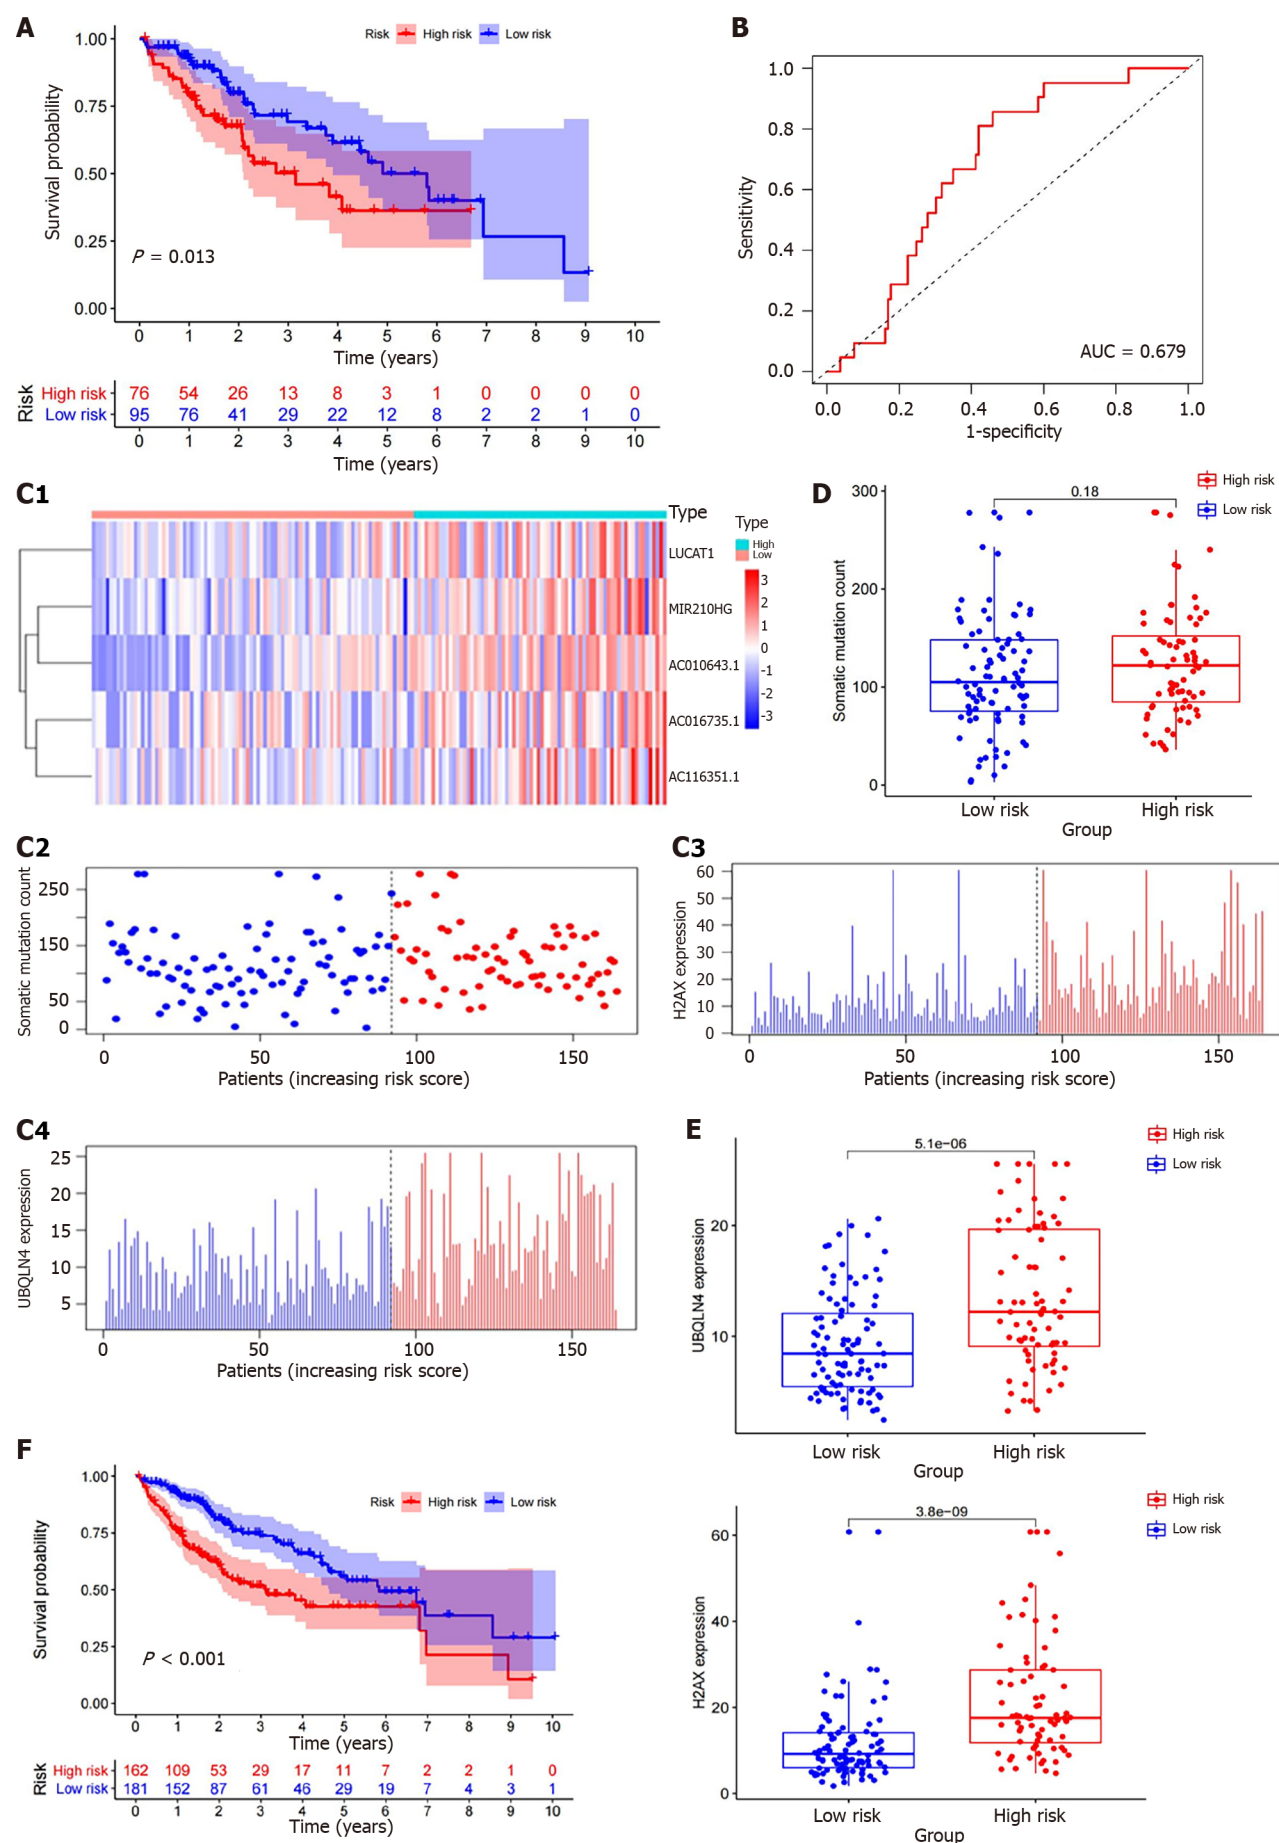 A
Risk High risk Low risk
1.00
0.75
0.50
0.25
0.00
Survival probability
P = 0.013
0 1 2 3 4 5 6 7 8 9 10
Time (years)
Risk
High risk 76 54 26 13 8 3 1 0 0 0 0
Low risk 95 76 41 29 22 12 8 2 2 1 0
0 1 2 3 4 5 6 7 8 9 10
Time (years)
B
1.0
0.8
0.6
0.4
0.2
0.0
Sensitivity
AUC = 0.679
0.0 0.2 0.4 0.6 0.8 1.0
1-specificity
C1
Type
LUCAT1
MIR210HG
AC010643.1
AC016735.1
AC116351.1
Type
High
Low
3
2
1
0
-1
-2
-3
D
High risk
Low risk
0.18
300
200
100
0
Somatic mutation count
Low risk High risk
Group
C2
250
150
50
0
Somatic mutation count
0 50 100 150
Patients (increasing risk score)
C3
60
50
40
30
20
10
0
H2AX expression
0 50 100 150
Patients (increasing risk score)
C4
25
20
15
10
5
UBQLN4 expression
0 50 100 150
Patients (increasing risk score)
E
High risk
Low risk
5.1e-06
20
10
UBQLN4 expression
Low risk High risk
Group
High risk
Low risk
3.8e-09
60
40
20
0
H2AX expression
Low risk High risk
Group
F
Risk High risk Low risk
1.00
0.75
0.50
0.25
0.00
Survival probability
P < 0.001
0 1 2 3 4 5 6 7 8 9 10
Time (years)
Risk
High risk 162 109 53 29 17 11 7 2 2 1 0
Low risk 181 152 87 61 46 29 19 7 4 3 1
0 1 2 3 4 5 6 7 8 9 10
Time (years)